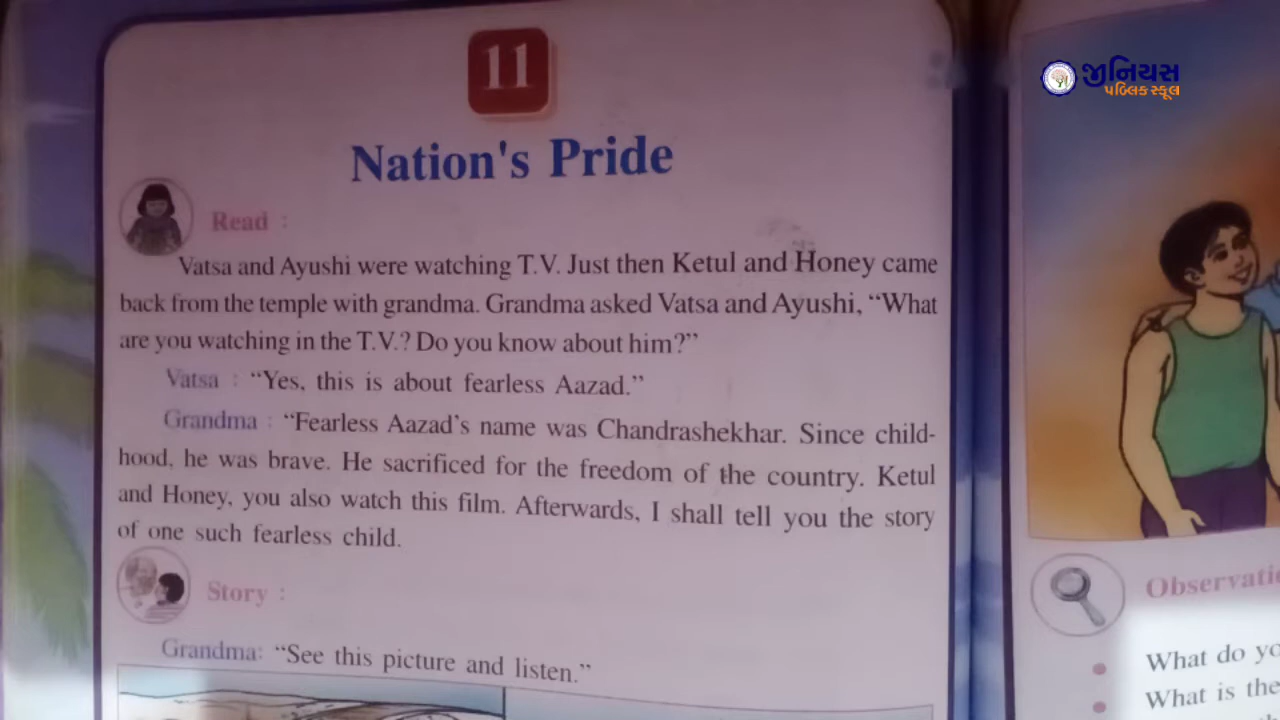 11
Nation's Pride
Read :
Vatsa and Ayushi were watching T.V. Just then Ketul and Honey came
back from the temple with grandma. Grandma asked Vatsa and Ayushi, “What
are you watching in the T.V.? Do you know about him?”
Vatsa : “Yes, this is about fearless Aazad.”
Grandma : “Fearless Aazad’s name was Chandrashekhar. Since child-
hood, he was brave. He sacrificed for the freedom of the country. Ketul
and Honey, you also watch this film. Afterwards, I shall tell you the story
of one such fearless child.
Story :
Grandma: “See this picture and listen.”
જીનિયસ
પબ્લિક સ્કૂલ
What do
What is the